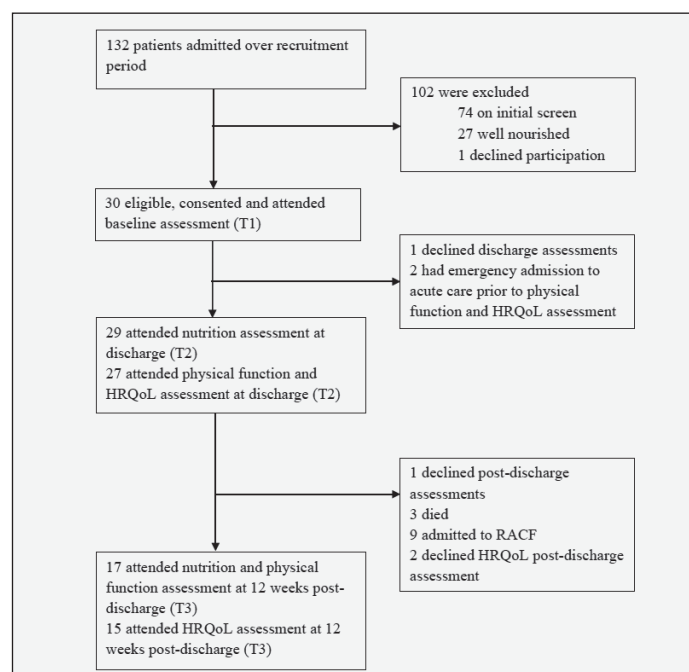 132 patients admitted over recruitment
period
102 were excluded
74 on initial screen
27 well nourished
1 declined participation
30 eligible, consented and attended
baseline assessment (T1)
1 declined discharge assessments
2 had emergency admission to
acute care prior to physical
function and HRQoL assessment
29 attended nutrition assessment at
discharge (T2)
27 attended physical function and
HRQoL assessment at discharge (T2)
1 declined post-discharge
assessments
3 died
9 admitted to RACF
2 declined HRQoL post-discharge
assessment
17 attended nutrition and physical
function assessment at 12 weeks post-
discharge (T3)
15 attended HRQoL assessment at 12
weeks post-discharge (T3)